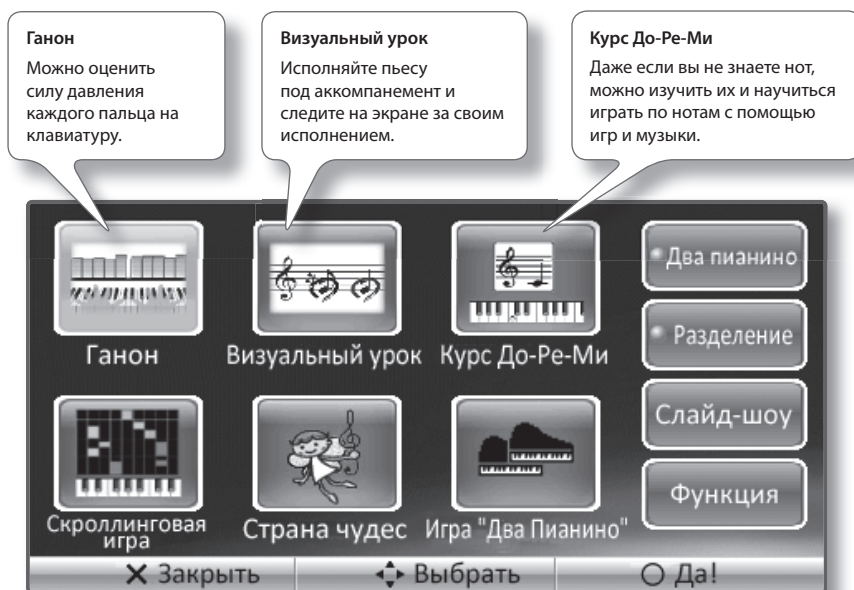 Ганон
Можно оценить
силу давления
каждого пальца на
клавиатуру.
Визуальный урок
Исполняйте пьесу
под аккомпанемент и
следите на экране за своим
исполнением.
Курс До-Ре-Ми
Даже если вы не знаете нот,
можно изучить их и научиться
играть по нотам с помощью
игр и музыки.
Ганон
Визуальный урок
Курс До-Ре-Ми
Два пианино
Разделение
Скроллинговая
игра
Страна чудес
Игра "Два Пианино"
Слайд-шоу
Функция
X Закрыть
Выбрать
Да!